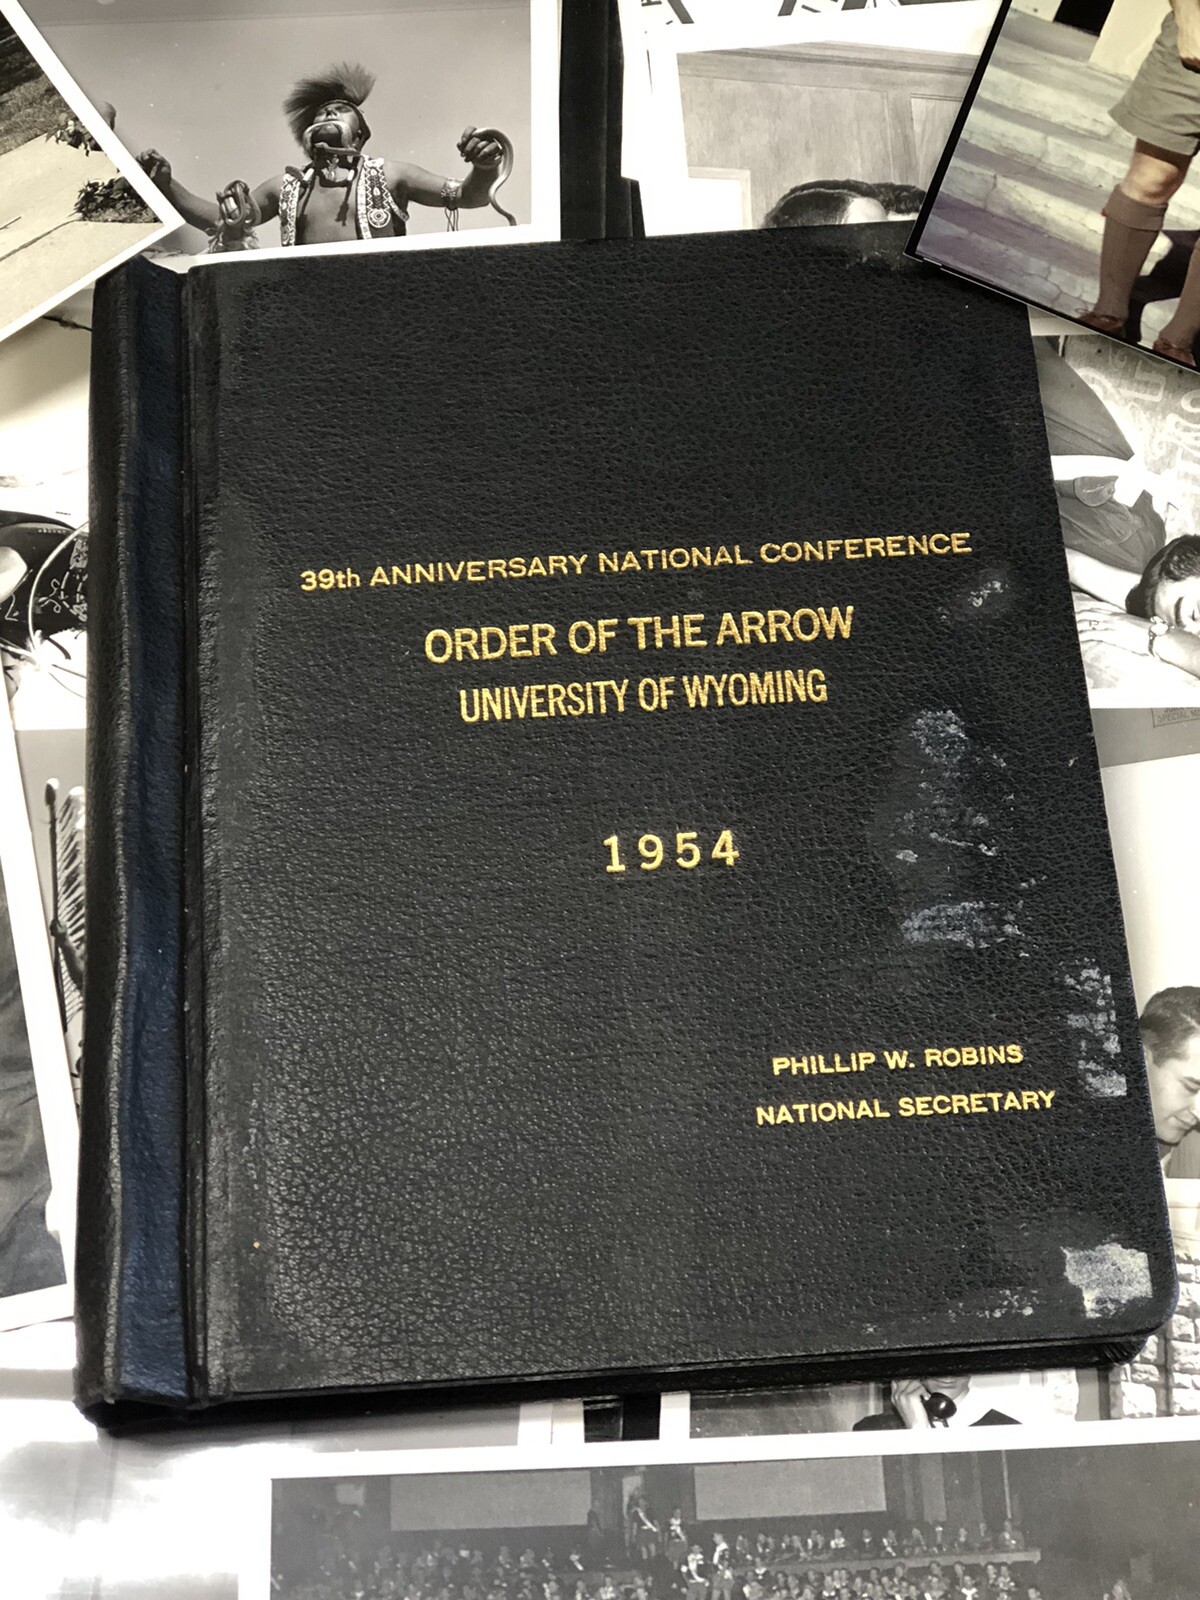 39th ANNIVERSARY NATIONAL CONFERENCE
ORDER OF THE ARROW
UNIVERSITY OF WYOMING
1954
PHILLIP W. ROBINS
NATIONAL SECRETARY